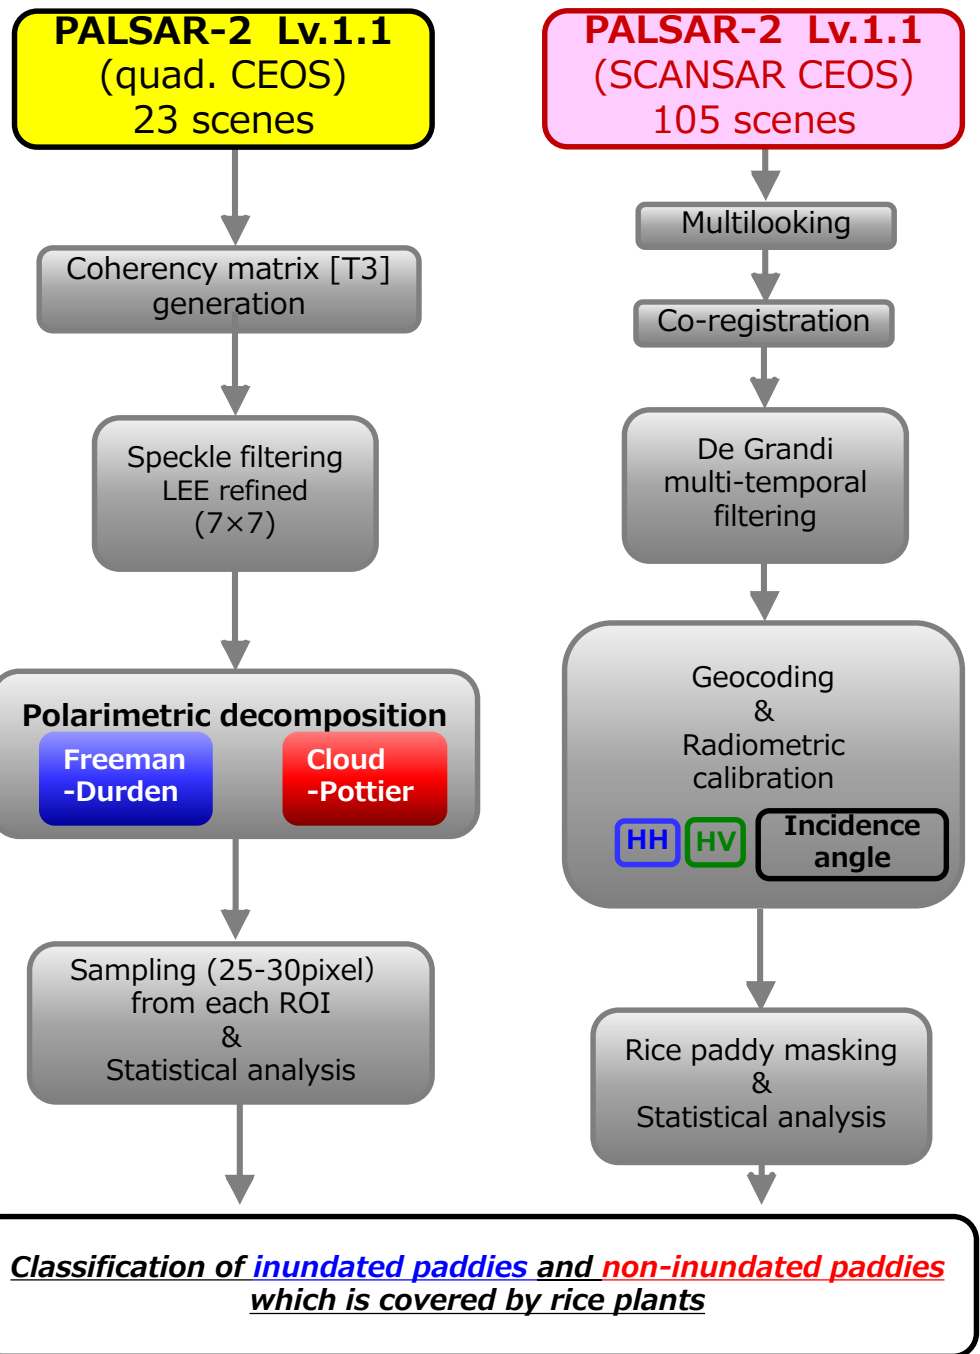 PALSAR-2 Lv.1.1
(quad. CEOS)
23 scenes
Coherency matrix [T3]
generation
Speckle filtering
LEE refined
(7×7)
Polarimetric decomposition
Freeman
-Durden
Cloud
-Pottier
Sampling (25-30pixel）
from each ROI
&
Statistical analysis
PALSAR-2 Lv.1.1
(SCANSAR CEOS)
105 scenes
Multilooking
Co-registration
De Grandi
multi-temporal
filtering
Geocoding
&
Radiometric
calibration
HH
HV
Incidence
angle
Rice paddy masking
&
Statistical analysis
Classification of inundated paddies and non-inundated paddies
which is covered by rice plants